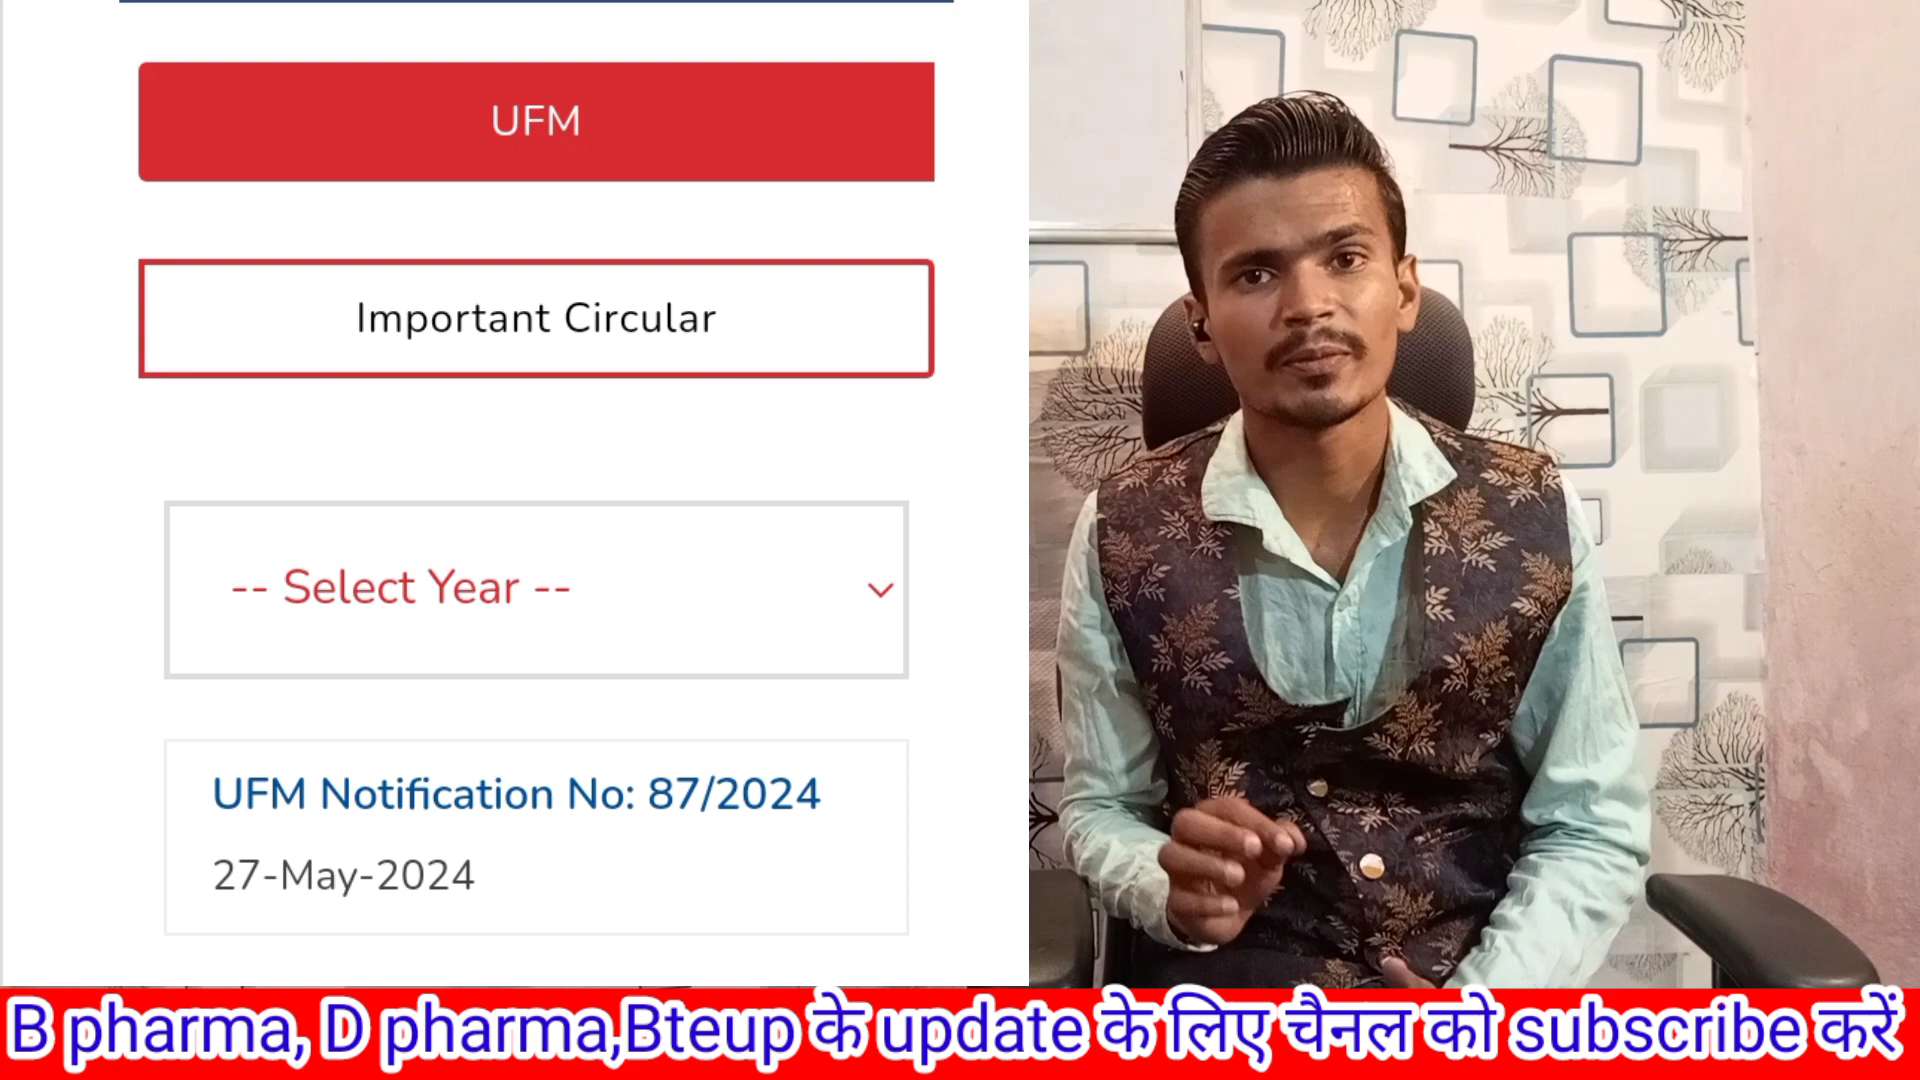 UFM
Important Circular
-- Select Year --
UFM Notification No: 87/2024
27-May-2024
B pharma, D pharma,Bteup के update के लिए चैनल को subscribe करें